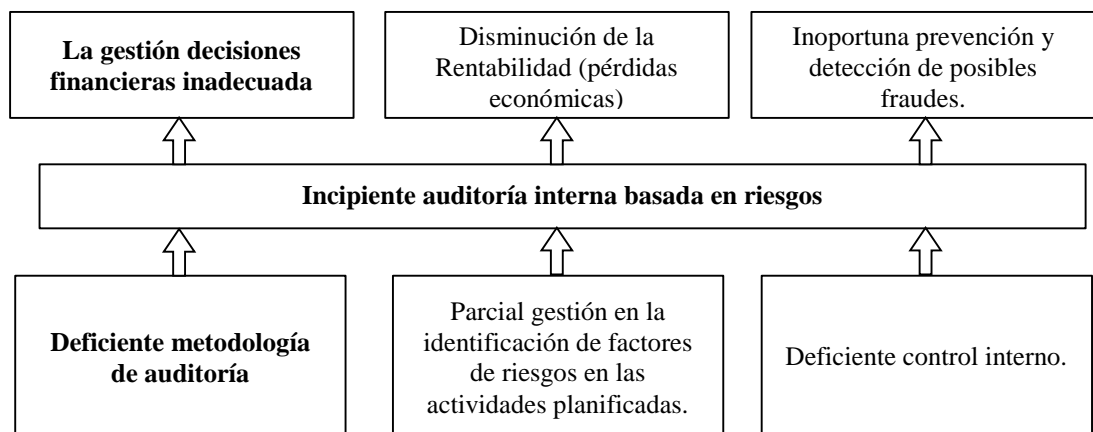 La gestión decisiones
financieras inadecuada
Disminución de la
Rentabilidad (pérdidas
económicas)
Inoportuna prevención y
detección de posibles
fraudes.
Incipiente auditoría interna basada en riesgos
Deficiente metodología
de auditoría
Parcial gestión en la
identificación de factores
de riesgos en las
actividades planificadas.
Deficiente control interno.